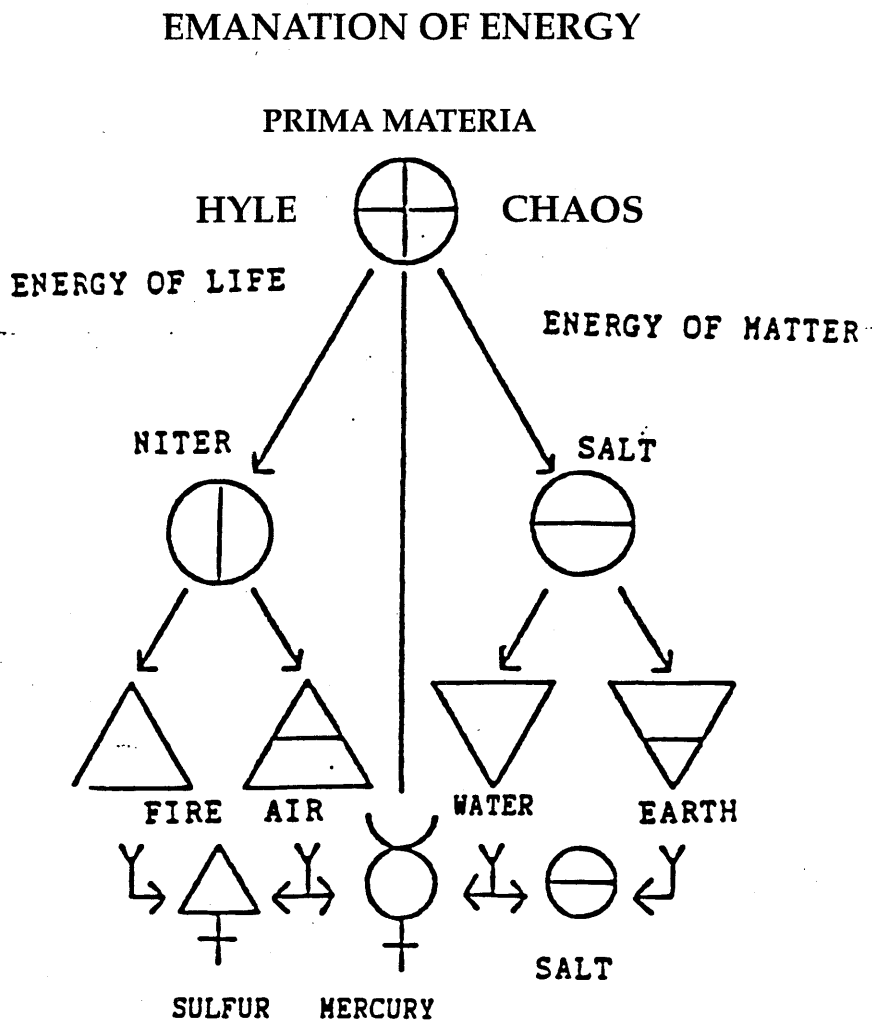 EMANATION OF ENERGY
PRIMA MATERIA
HYLE
CHAOS
ENERGY OF LIFE
ENERGY OF MATTER
NITER
SALT
FIRE
AIR
WATER
EARTH
SALT
SULFUR
MERCURY